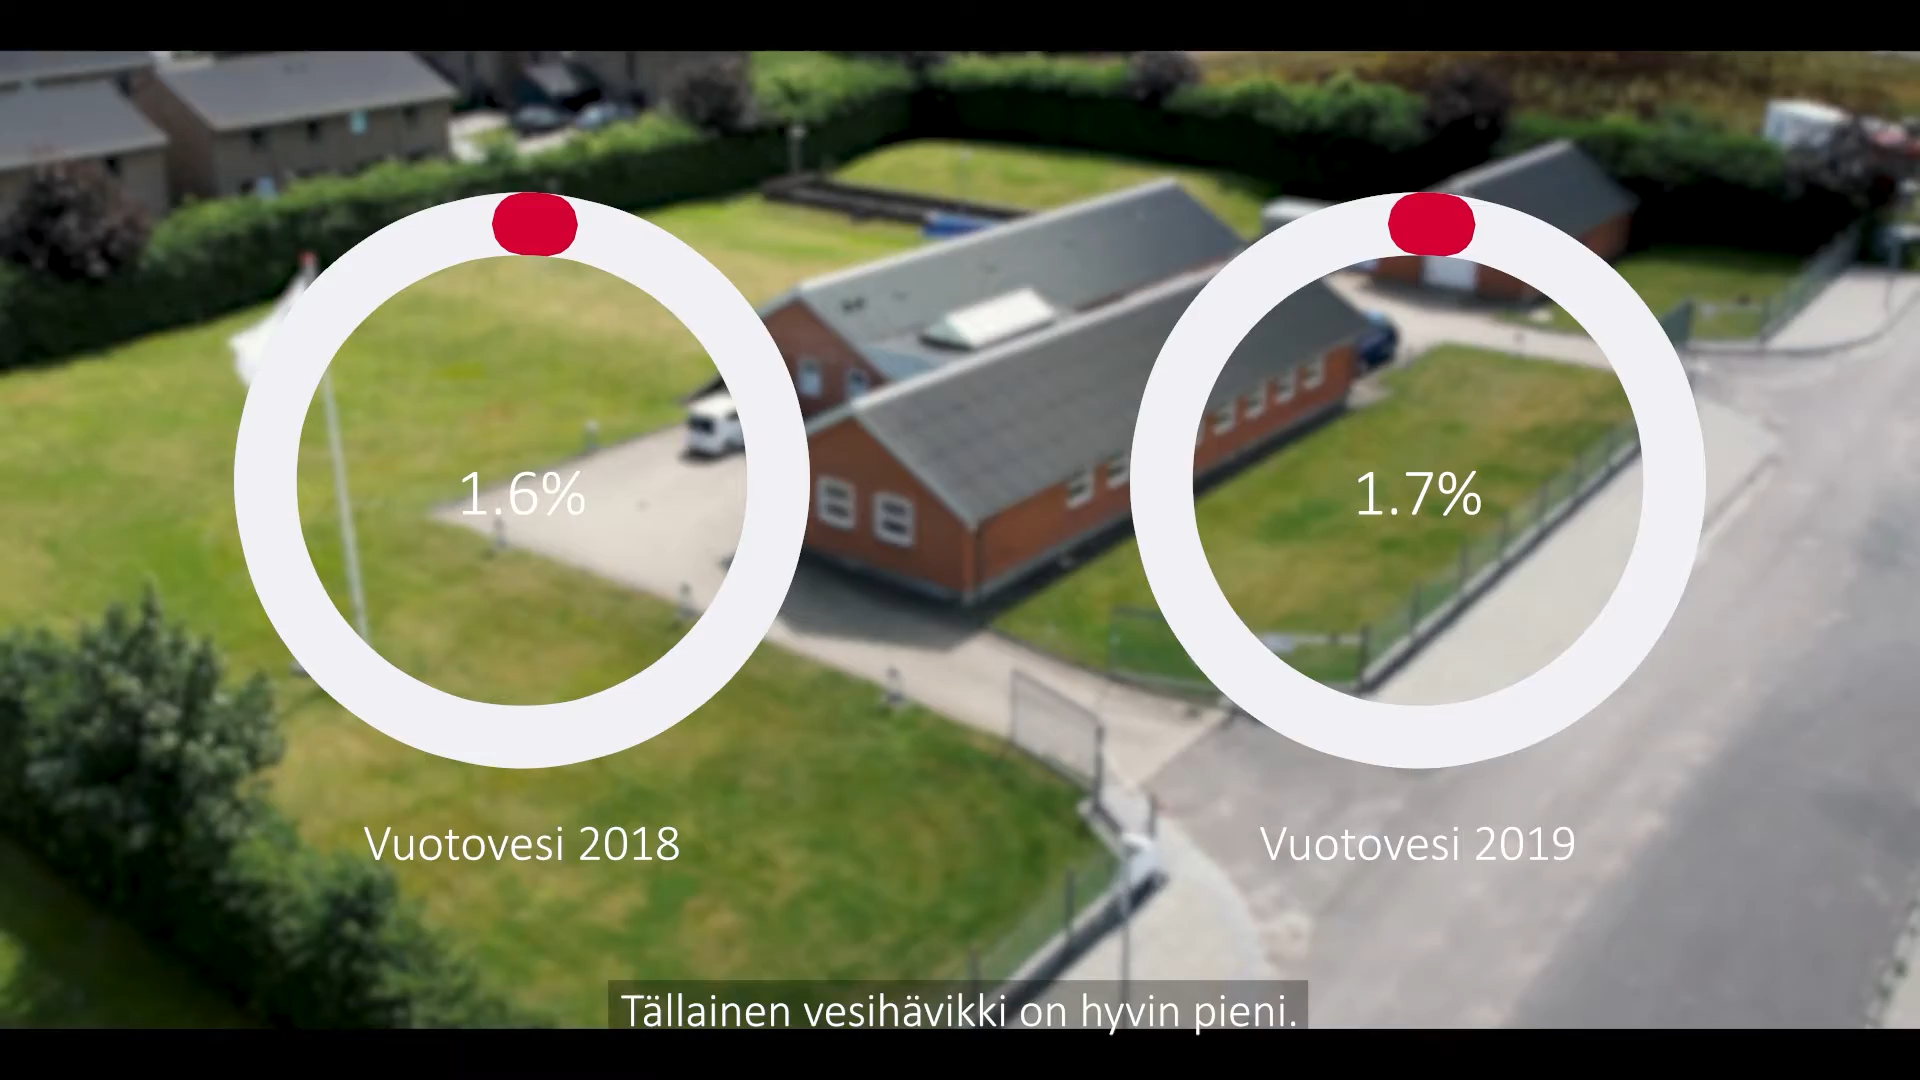 1.6%
1.7%
Vuotovesi 2018
Vuotovesi 2019
Tällainen vesihävikki on hyvin pieni.